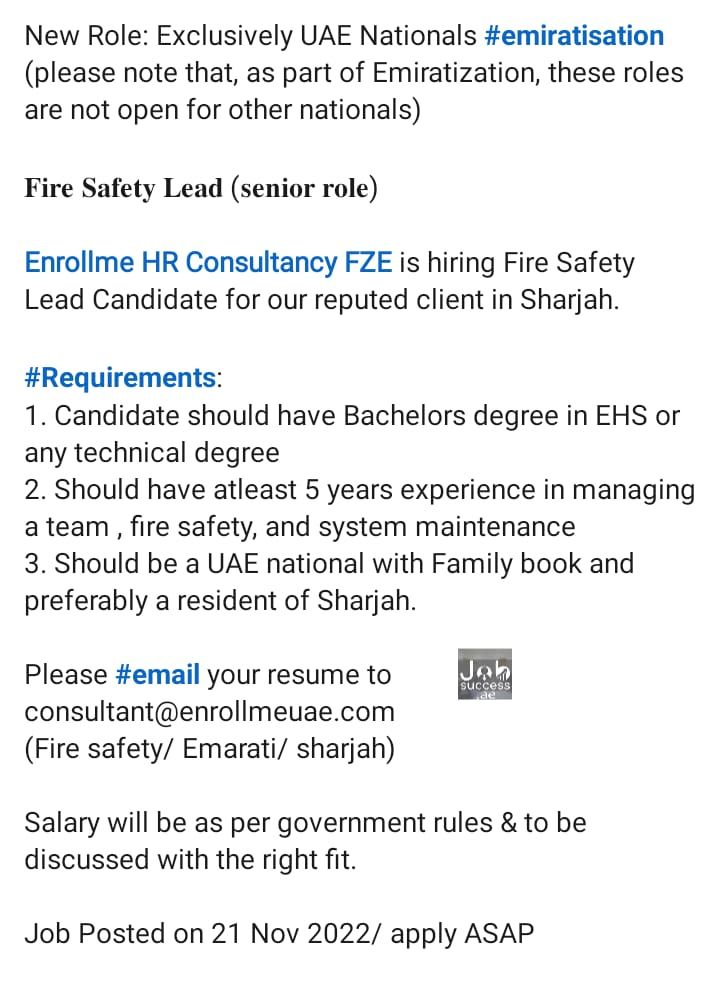 New Role: Exclusively UAE Nationals #emiratisation
(please note that, as part of Emiratization, these roles
are not open for other nationals)
Fire Safety Lead (senior role)
Enrollme HR Consultancy FZE is hiring Fire Safety
Lead Candidate for our reputed client in Sharjah.
#Requirements:
1. Candidate should have Bachelors degree in EHS or
any technical degree
2. Should have atleast 5 years experience in managing
a team , fire safety, and system maintenance
3. Should be a UAE national with Family book and
preferably a resident of Sharjah.
Please #email your resume to
consultant@enrollmeuae.com
(Fire safety/ Emarati/ sharjah)
Job
success
.ae
Salary will be as per government rules & to be
discussed with the right fit.
Job Posted on 21 Nov 2022/ apply ASAP